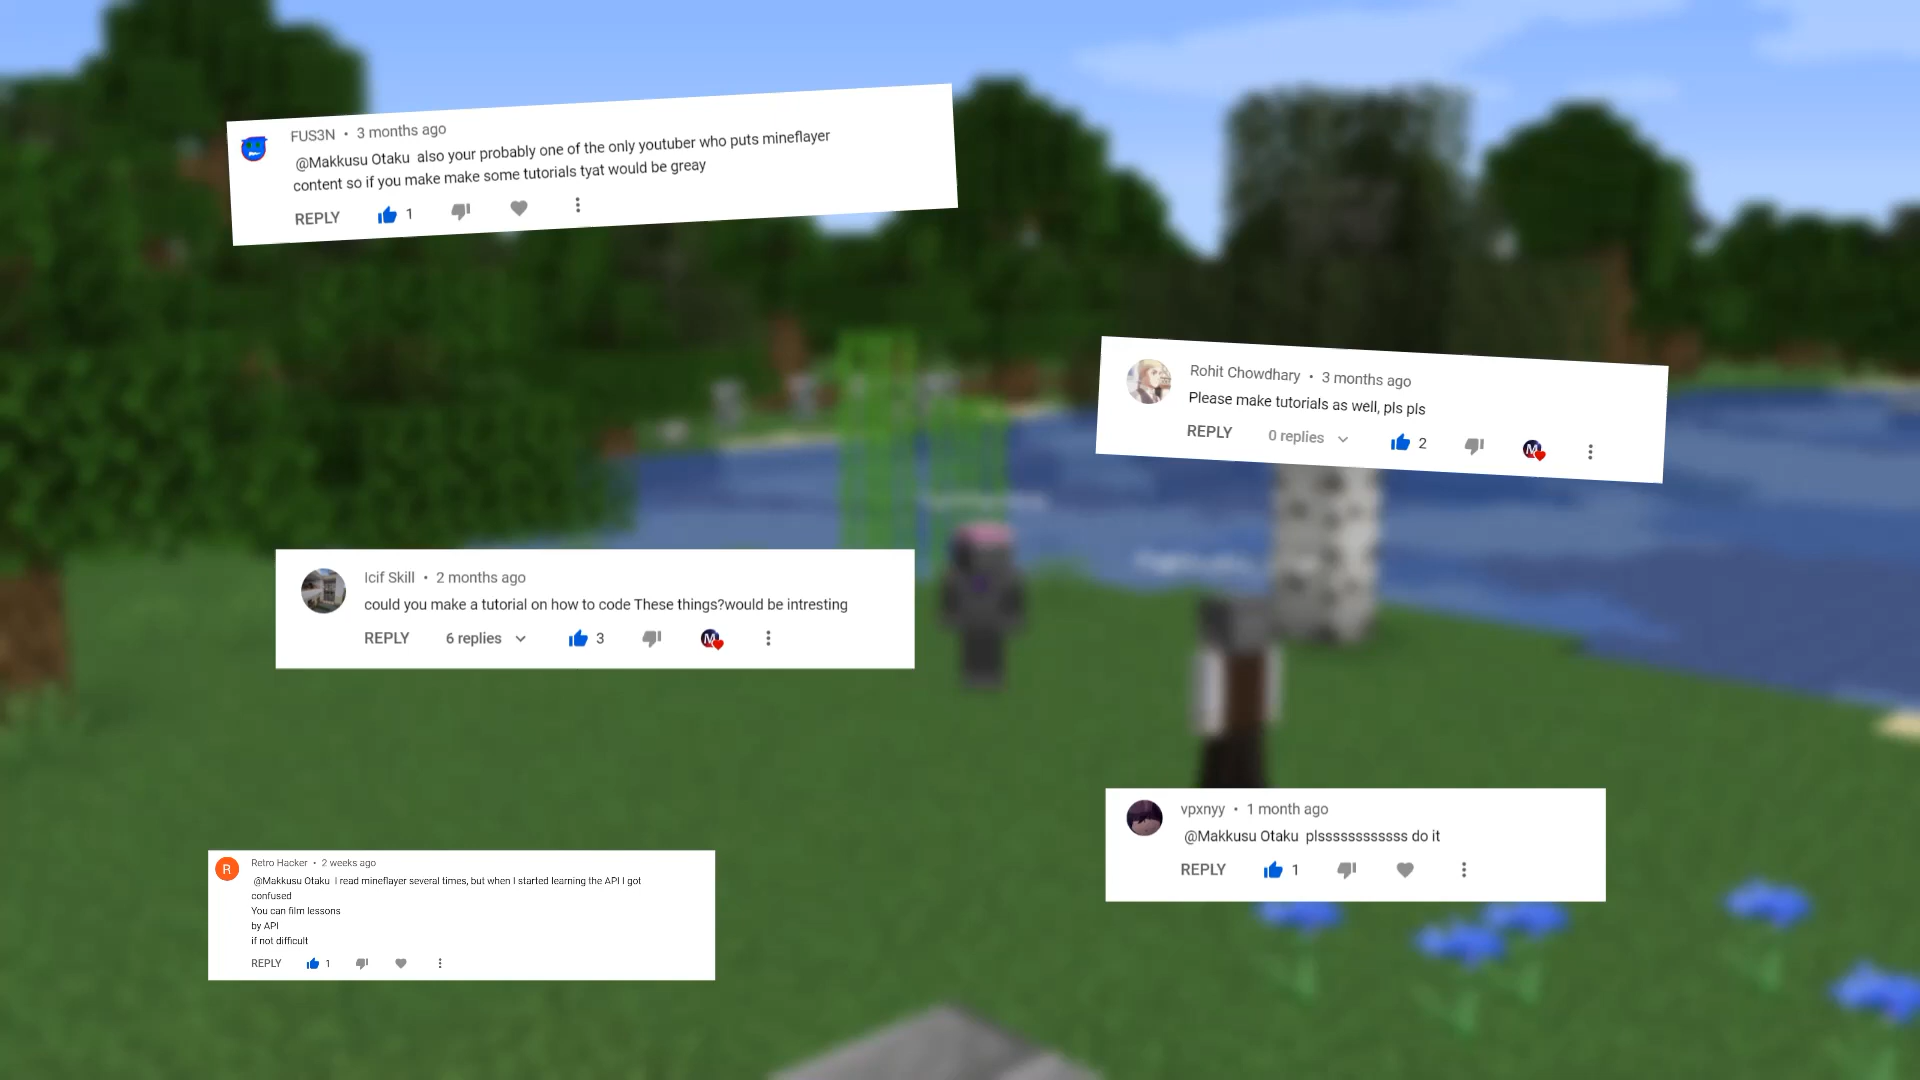 FUS3N • 3 months ago
@Makkusu Otaku also your probably one of the only youtuber who puts mineflayer
content so if you make make some tutorials tyat would be greay
REPLY 1
Rohit Chowdhary • 3 months ago
Please make tutorials as well, pls pls
REPLY 0 replies 2
Icif Skill • 2 months ago
could you make a tutorial on how to code These things?would be intresting
REPLY 6 replies 3
vpxnyy • 1 month ago
@Makkusu Otaku plssssssssssss do it
REPLY 1
R
Retro Hacker • 2 weeks ago
@Makkusu Otaku I read mineflayer several times, but when I started learning the API I got
confused
You can film lessons
by API
if not difficult
REPLY 1